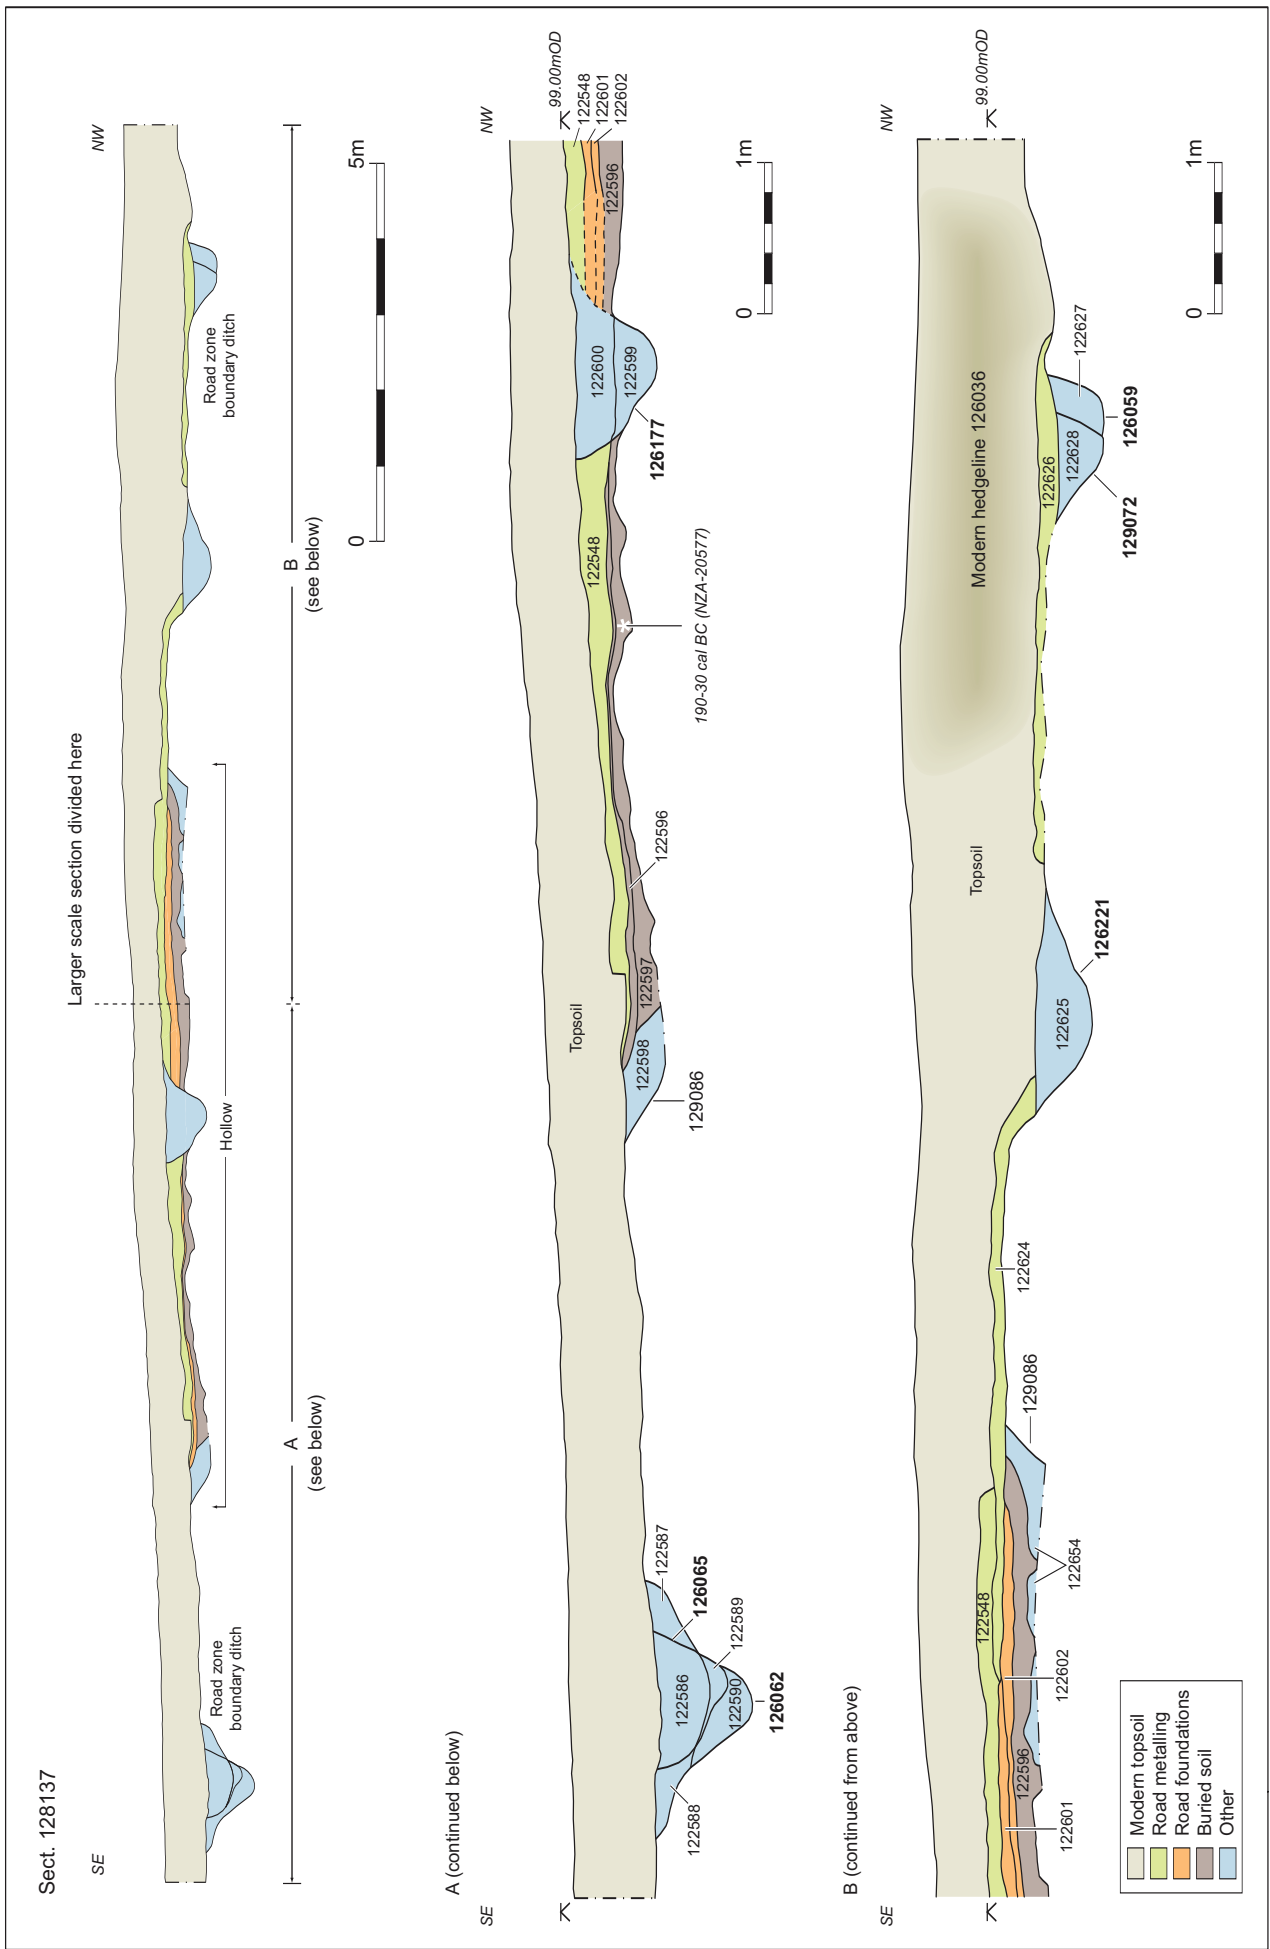 Sect. 128137
SE
NW
Larger scale section divided here
Road zone
boundary ditch
Hollow
Road zone
boundary ditch
A
(see below)
B
(see below)
0
5m
A (continued below)
SE
NW
99.00mOD
122548
122601
122602
122596
122588
122586
122590
126062
122589
126065
122587
Topsoil
129086
122598
122597
122596
122548
190-30 cal BC (NZA-20577)
126177
122600
122599
0
1m
B (continued from above)
SE
NW
99.00mOD
122601
122596
122602
122548
122654
129086
122624
122625
126221
Topsoil
Modern hedgeline 126036
122626
122628
129072
126059
122627
0
1m
Modern topsoil
Road metalling
Road foundations
Buried soil
Other